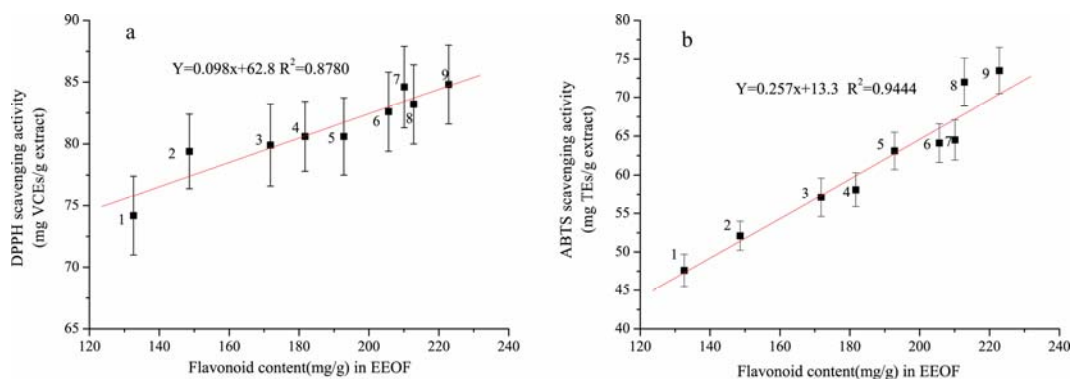 a
Y=0.098x+62.8 R²=0.8780
DPPH scavenging activity
(mg VCEs/g extract)
90
85
80
75
70
65
1
2
3
4
5
6
7
8
9
120 140 160 180 200 220 240
Flavonoid content(mg/g) in EEOF
b
Y=0.257x+13.3 R²=0.9444
ABTS scavenging activity
(mg TEs/g extract)
80
75
70
65
60
55
50
45
40
1
2
3
4
5
6
7
8
9
120 140 160 180 200 220 240
Flavonoid content(mg/g) in EEOF